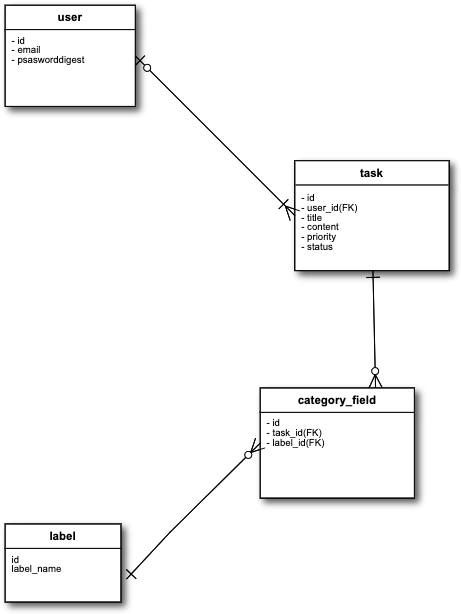 user
- id
- email
- psasworddigest
task
- id
- user_id(FK)
- title
- content
- priority
- status
category_field
- id
- task_id(FK)
- label_id(FK)
label
id
label_name